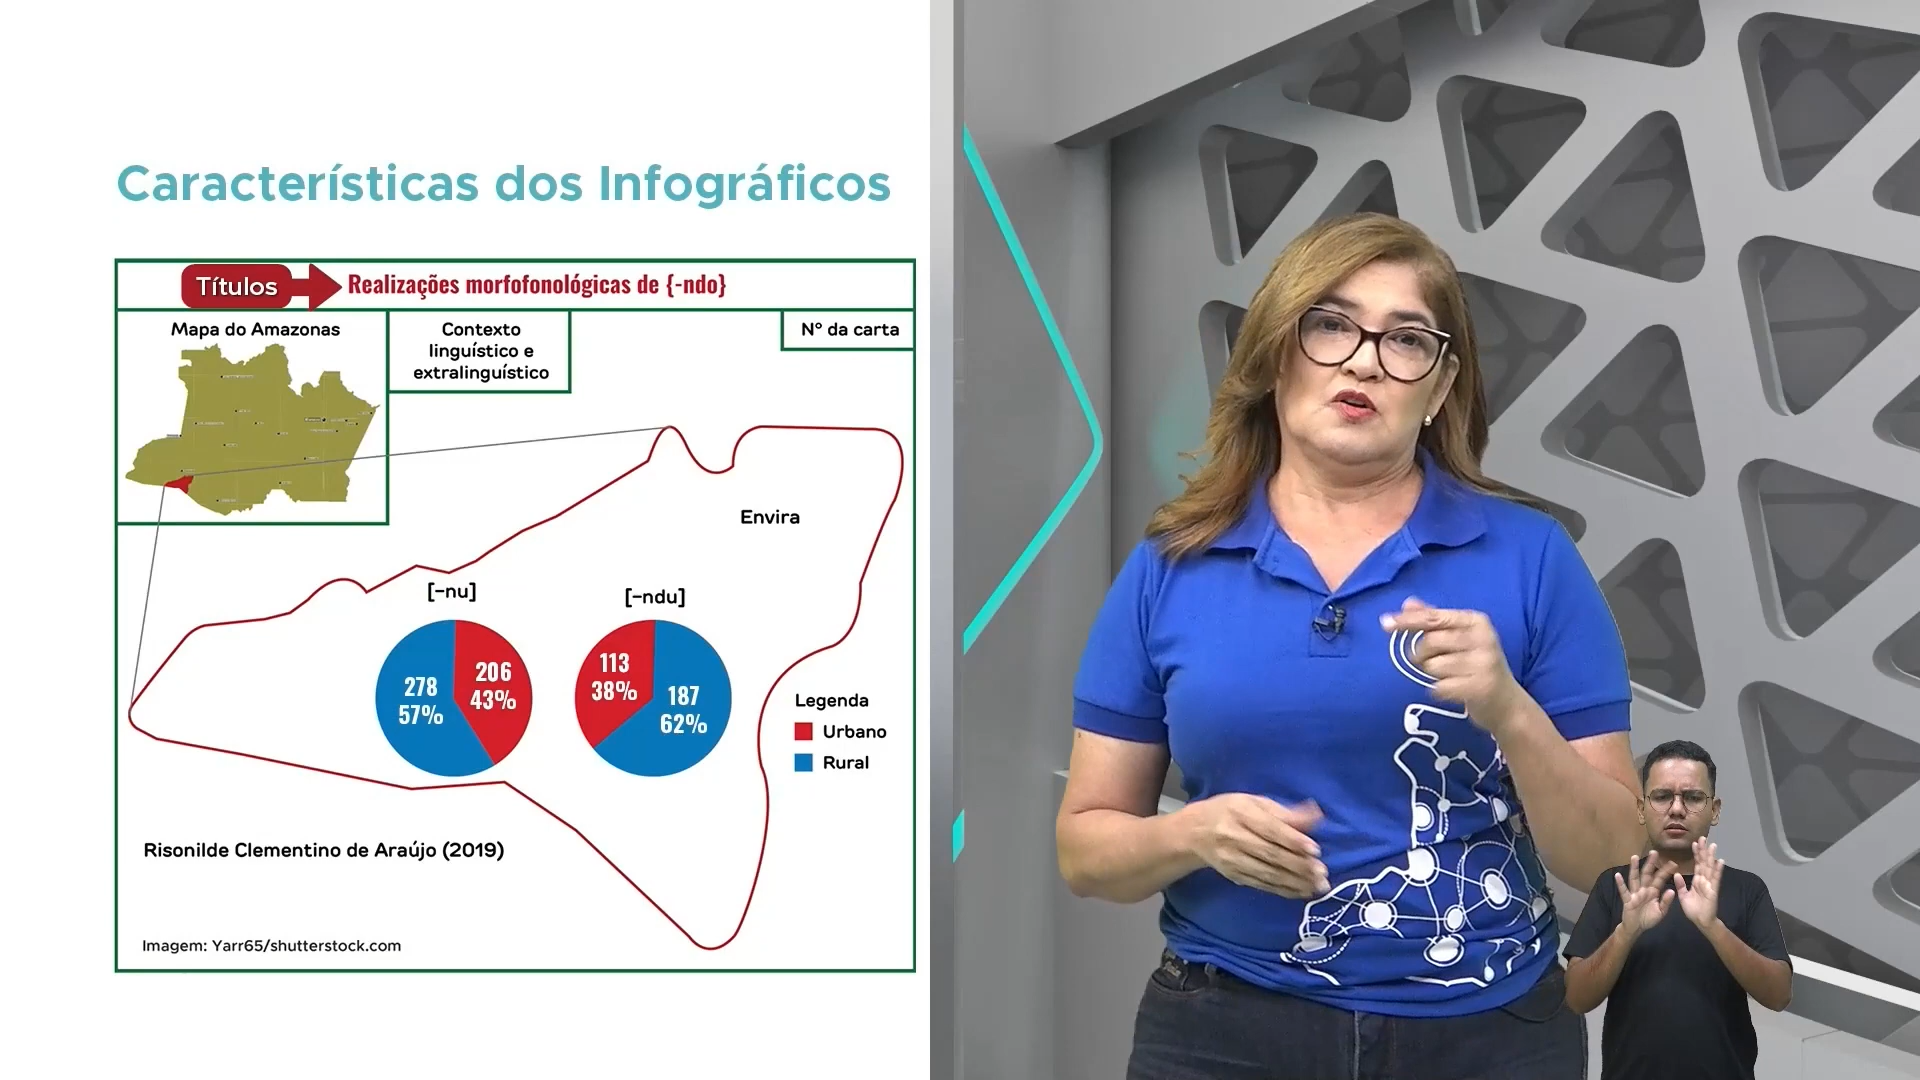 Características dos Infográficos
Títulos
Realizações morfofonológicas de {-ndo}
Mapa do Amazonas
Contexto
linguístico e
extralinguístico
Nº da carta
Envira
[-nu]
[-ndu]
278
57%
206
43%
113
38%
187
62%
Legenda
Urbano
Rural
Risonilde Clementino de Araújo (2019)
Imagem: Yarr65/shutterstock.com